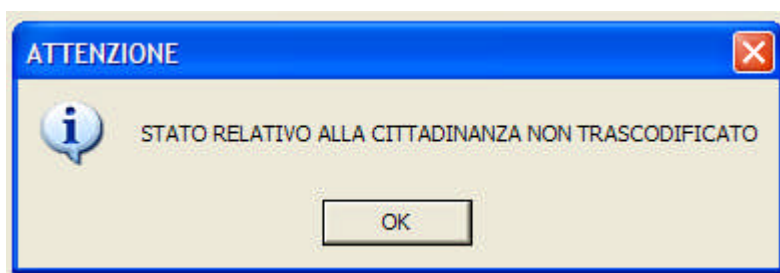 ATTENZIONE
STATO RELATIVO ALLA CITTADINANZA NON TRASCODIFICATO
OK